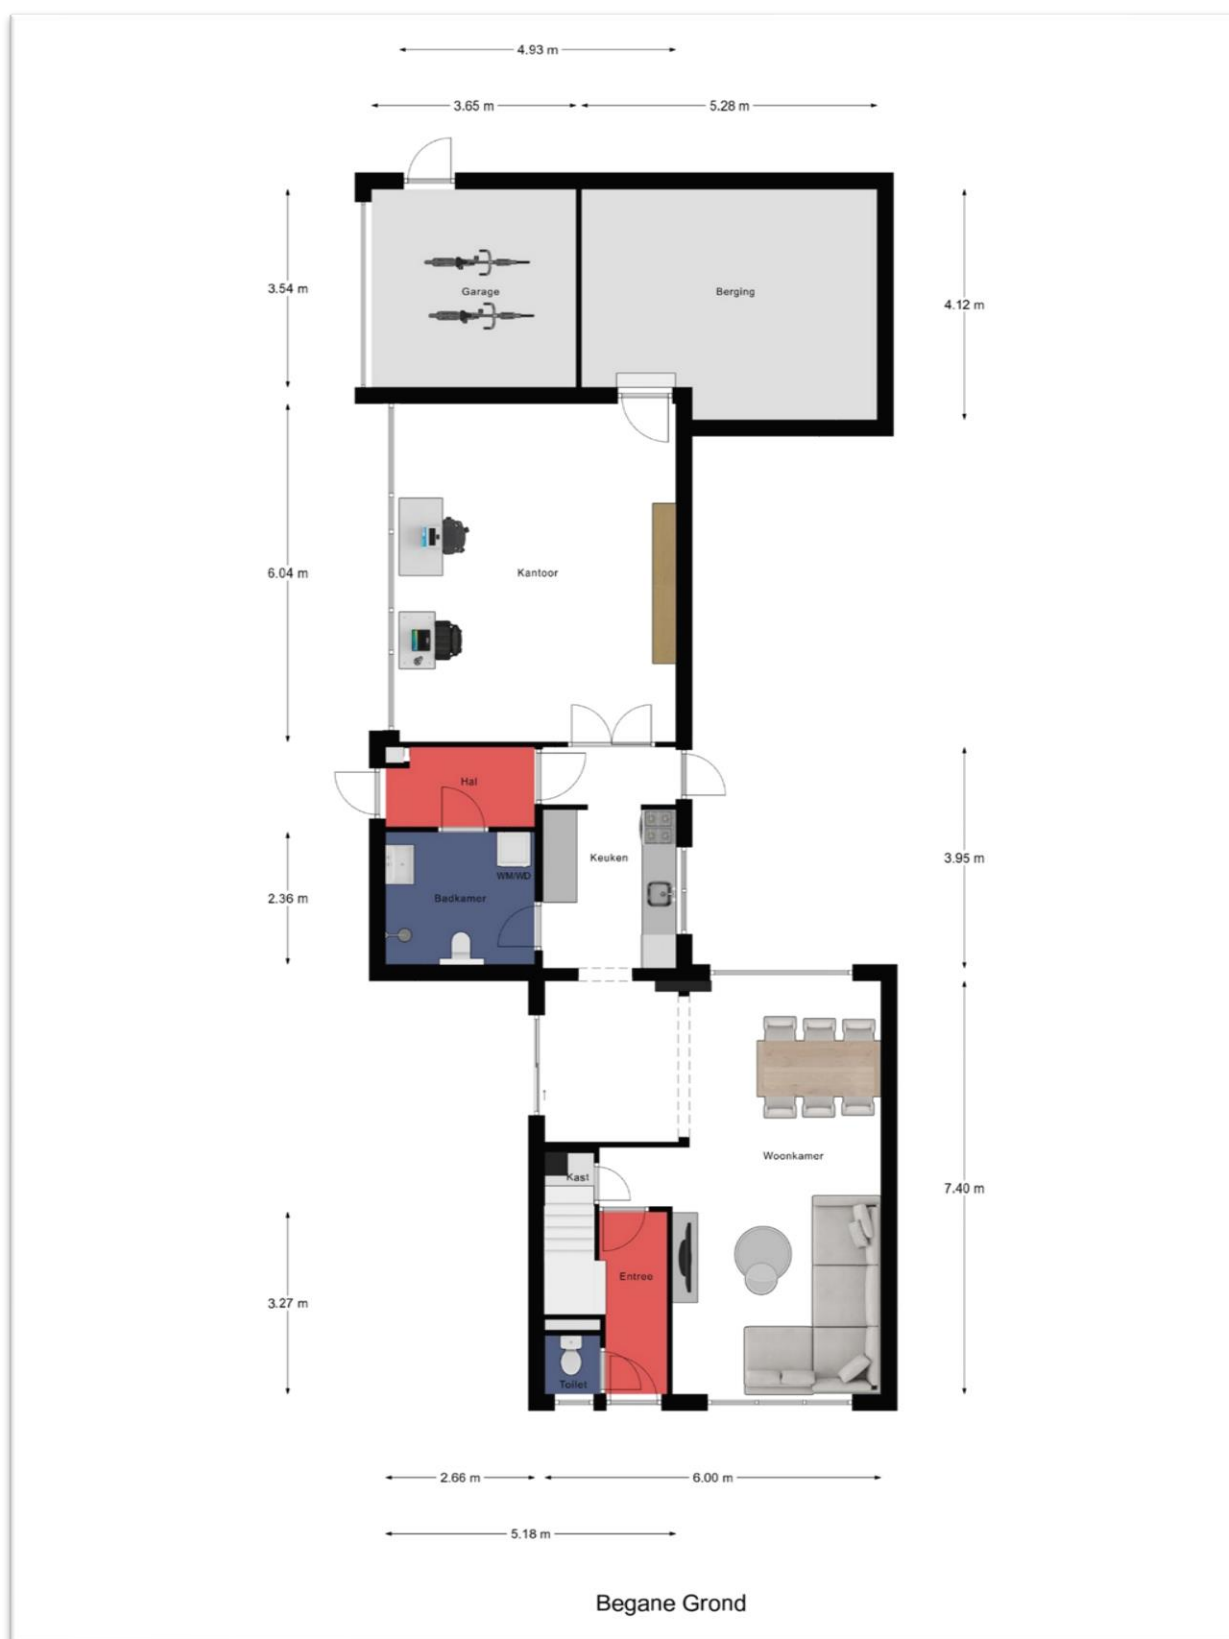 4.93 m
3.65 m
5.28 m
3.54 m
Garage
Berging
4.12 m
6.04 m
Kantoor
Hal
Keuken
3.95 m
WM/WD
2.36 m
Badkamer
Woonkamer
Kast
7.40 m
Entree
3.27 m
Toilet
2.66 m
6.00 m
5.18 m
Begane Grond